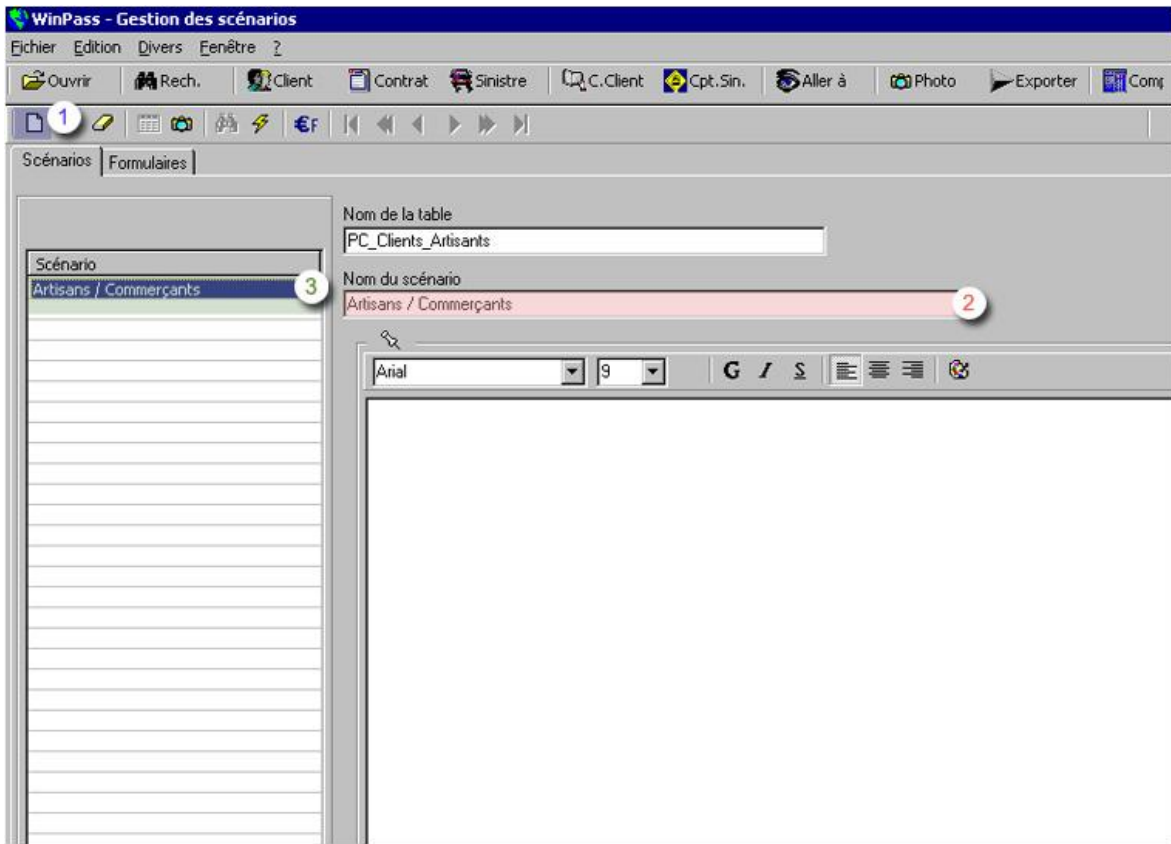 WinPass - Gestion des scénarios
Fichier Edition Divers Fenêtre ?
Ouvrir Rech. Client Contrat Sinistre C.Client Cpt.Sin. Aller à Photo Exporter
1 €F
Scénarios Formulaires
Nom de la table
PC_Clients_Artisants
Scénario
Nom du scénario
Artisans / Commerçants 3
Artisans / Commerçants 2
Arial 9 G I S